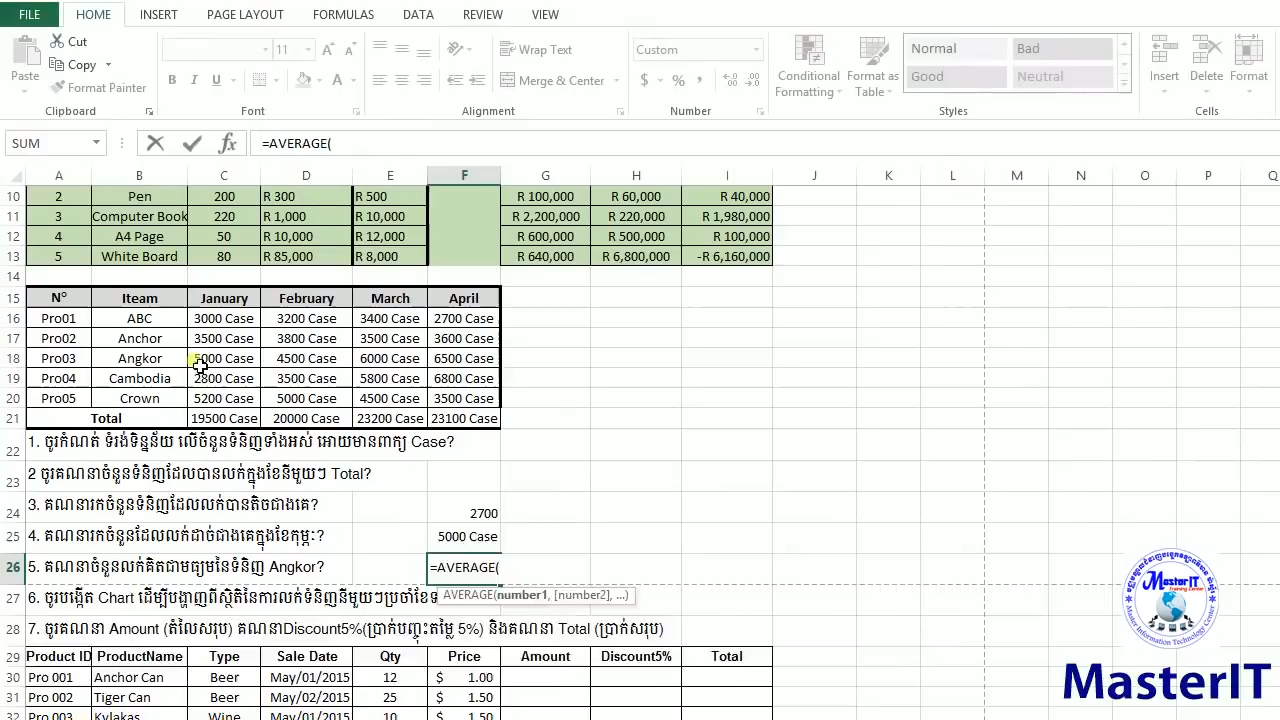 FILE HOME INSERT PAGE LAYOUT FORMULAS DATA REVIEW VIEW
Cut
Copy
Paste
Format Painter
Clipboard
11 A A
B I U A
Font
Wrap Text
Merge & Center
Alignment
Custom
$ % ,
Number
Conditional Formatting
Format as Table
Normal Bad
Good Neutral
Styles
Insert Delete Format
Cells
SUM fx =AVERAGE(
A B C D E F G H I J K L M N O P Q
10 2 Pen 200 R 300 R 500 R 100,000 R 60,000 R 40,000
11 3 Computer Book 220 R 1,000 R 10,000 R 2,200,000 R 220,000 R 1,980,000
12 4 A4 Page 50 R 10,000 R 12,000 R 600,000 R 500,000 R 100,000
13 5 White Board 80 R 85,000 R 8,000 R 640,000 R 6,800,000 -R 6,160,000
14
15 N° Iteam January February March April
16 Pro01 ABC 3000 Case 3200 Case 3400 Case 2700 Case
17 Pro02 Anchor 3500 Case 3800 Case 3500 Case 3600 Case
18 Pro03 Angkor 5000 Case 4500 Case 6000 Case 6500 Case
19 Pro04 Cambodia 2800 Case 3500 Case 5800 Case 6800 Case
20 Pro05 Crown 5200 Case 5000 Case 4500 Case 3500 Case
21 Total 19500 Case 20000 Case 23200 Case 23100 Case
22 1. ចូរកំណត់ ទំរង់ទិន្នន័យ លើចំនួនទំនិញទាំងអស់ អោយមានពាក្យ Case?
23 2 ចូរគណនាចំនួនទំនិញដែលបានលក់ក្នុងខែនីមួយៗ Total?
24 3. គណនារកចំនួនទំនិញដែលលក់បានតិចជាងគេ? 2700
25 4. គណនារកចំនួនដែលលក់ដាច់ជាងគេក្នុងខែកុម្ភៈ? 5000 Case
26 5. គណនាចំនួនលក់គិតជាមធ្យមនៃទំនិញ Angkor? =AVERAGE(
AVERAGE(number1, [number2], ...)
27 6. ចូរបង្កើត Chart ដើម្បីបង្ហាញពីស្ថិតិនៃការលក់ទំនិញនីមួយៗប្រចាំខែ
28 7. ចូរគណនា Amount (តំលៃសរុប) គណនាDiscount5%(ប្រាក់បញ្ចុះតម្លៃ 5%) និងគណនា Total (ប្រាក់សរុប)
29 Product ID ProductName Type Sale Date Qty Price Amount Discount5% Total
30 Pro 001 Anchor Can Beer May/01/2015 12 $ 1.00
31 Pro 002 Tiger Can Beer May/02/2015 25 $ 1.50
32 Pro 003 Kylakas Wine May/01/2015 10 $ 1.50
MasterIT
Training Center
Master Information Technology
MasterIT